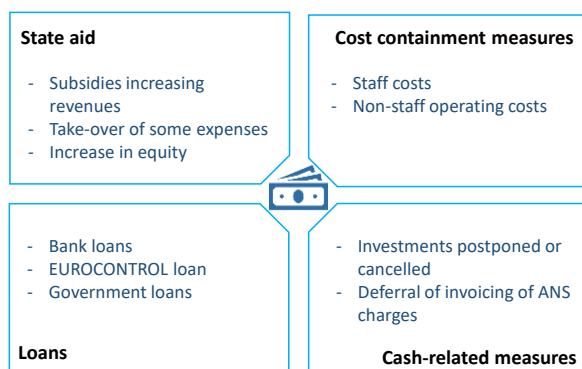 State aid
- Subsidies increasing
revenues
- Take-over of some expenses
- Increase in equity
Cost containment measures
- Staff costs
- Non-staff operating costs
- Bank loans
- EUROCONTROL loan
- Government loans
Loans
- Investments postponed or
cancelled
- Deferral of invoicing of ANS
charges
Cash-related measures